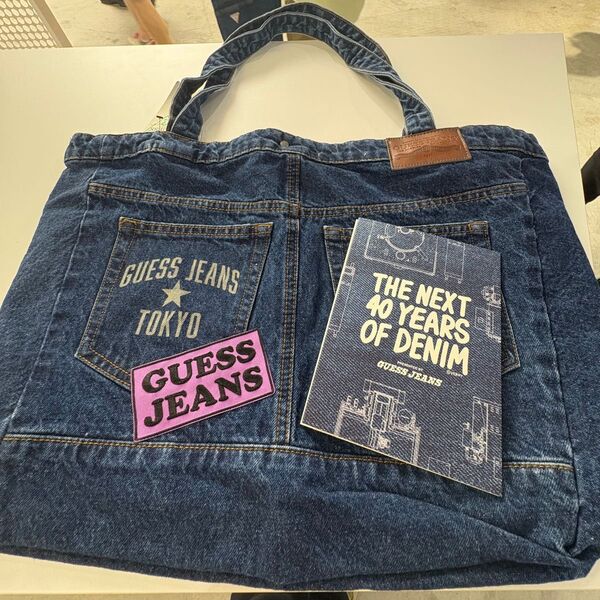 GUESS JEANS
TOKYO
GUESS
JEANS
THE NEXT
40 YEARS
OF DENIM
GUESS JEANS